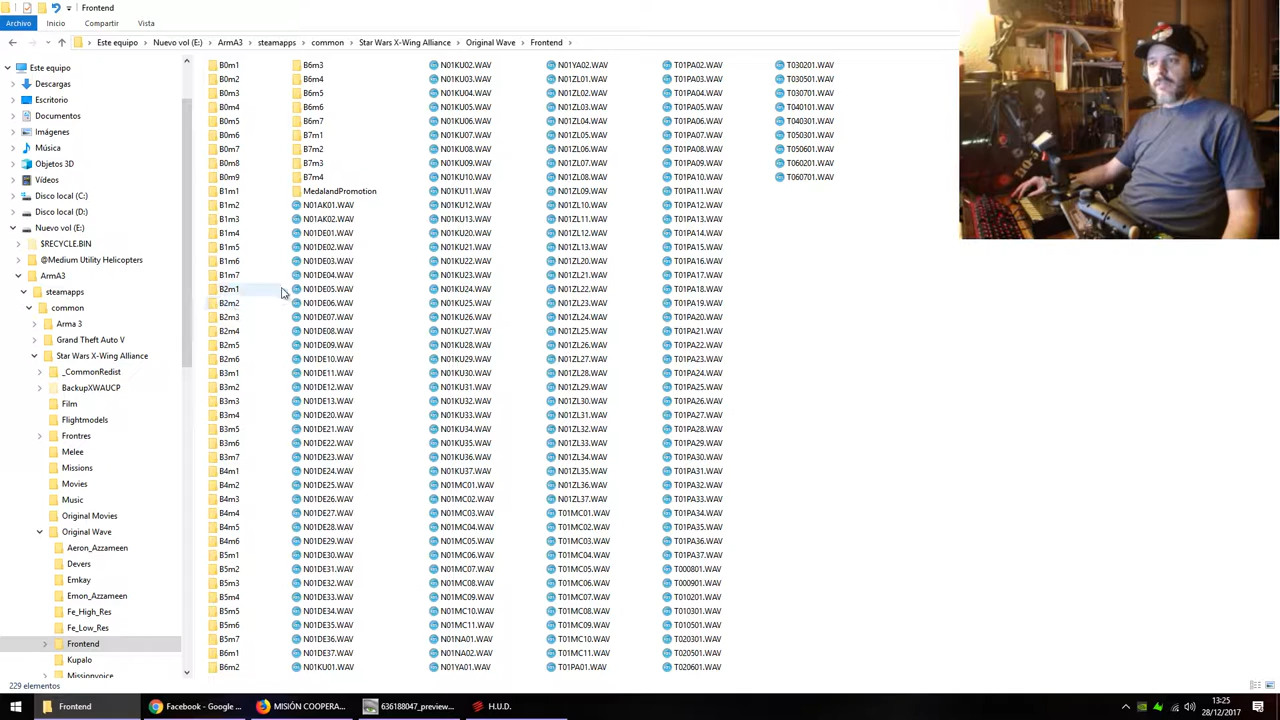 Frontend
Archivo Inicio Compartir Vista
Este equipo Nuevo vol (E:) ArmA3 steamapps common Star Wars X-Wing Alliance Original Wave Frontend
Este equipo
Descargas
Escritorio
Documentos
Imágenes
Música
Objetos 3D
Vídeos
Disco local (C:)
Disco local (D:)
Nuevo vol (E:)
$RECYCLE.BIN
@Medium Utility Helicopters
ArmA3
steamapps
common
Arma 3
Grand Theft Auto V
Star Wars X-Wing Alliance
_CommonRedist
BackupXWAUCP
Film
Flightmodels
Frontres
Melee
Missions
Movies
Music
Original Movies
Original Wave
Aeron_Azzameen
Devers
Emkay
Emon_Azzameen
Fe_High_Res
Fe_Low_Res
Frontend
Kupalo
Missionvoice
B0m1
B0m2
B0m3
B0m4
B0m5
B0m6
B0m7
B0m8
B0m9
B1m1
B1m2
B1m3
B1m4
B1m5
B1m6
B1m7
B2m1
B2m2
B2m3
B2m4
B2m5
B2m6
B3m1
B3m2
B3m3
B3m4
B3m5
B3m6
B3m7
B4m1
B4m2
B4m3
B4m4
B4m5
B4m6
B5m1
B5m2
B5m3
B5m4
B5m5
B5m6
B5m7
B6m1
B6m2
B6m3
B6m4
B6m5
B6m6
B6m7
B7m1
B7m2
B7m3
B7m4
MedalandPromotion
N01AK01.WAV
N01AK02.WAV
N01DE01.WAV
N01DE02.WAV
N01DE03.WAV
N01DE04.WAV
N01DE05.WAV
N01DE06.WAV
N01DE07.WAV
N01DE08.WAV
N01DE09.WAV
N01DE10.WAV
N01DE11.WAV
N01DE12.WAV
N01DE13.WAV
N01DE20.WAV
N01DE21.WAV
N01DE22.WAV
N01DE23.WAV
N01DE24.WAV
N01DE25.WAV
N01DE26.WAV
N01DE27.WAV
N01DE28.WAV
N01DE29.WAV
N01DE30.WAV
N01DE31.WAV
N01DE32.WAV
N01DE33.WAV
N01DE34.WAV
N01DE35.WAV
N01DE36.WAV
N01DE37.WAV
N01KU01.WAV
N01KU02.WAV
N01KU03.WAV
N01KU04.WAV
N01KU05.WAV
N01KU06.WAV
N01KU07.WAV
N01KU08.WAV
N01KU09.WAV
N01KU10.WAV
N01KU11.WAV
N01KU12.WAV
N01KU13.WAV
N01KU20.WAV
N01KU21.WAV
N01KU22.WAV
N01KU23.WAV
N01KU24.WAV
N01KU25.WAV
N01KU26.WAV
N01KU27.WAV
N01KU28.WAV
N01KU29.WAV
N01KU30.WAV
N01KU31.WAV
N01KU32.WAV
N01KU33.WAV
N01KU34.WAV
N01KU35.WAV
N01KU36.WAV
N01KU37.WAV
N01MC01.WAV
N01MC02.WAV
N01MC03.WAV
N01MC04.WAV
N01MC05.WAV
N01MC06.WAV
N01MC07.WAV
N01MC08.WAV
N01MC09.WAV
N01MC10.WAV
N01MC11.WAV
N01NA01.WAV
N01NA02.WAV
N01YA01.WAV
N01YA02.WAV
N01ZL01.WAV
N01ZL02.WAV
N01ZL03.WAV
N01ZL04.WAV
N01ZL05.WAV
N01ZL06.WAV
N01ZL07.WAV
N01ZL08.WAV
N01ZL09.WAV
N01ZL10.WAV
N01ZL11.WAV
N01ZL12.WAV
N01ZL13.WAV
N01ZL20.WAV
N01ZL21.WAV
N01ZL22.WAV
N01ZL23.WAV
N01ZL24.WAV
N01ZL25.WAV
N01ZL26.WAV
N01ZL27.WAV
N01ZL28.WAV
N01ZL29.WAV
N01ZL30.WAV
N01ZL31.WAV
N01ZL32.WAV
N01ZL33.WAV
N01ZL34.WAV
N01ZL35.WAV
N01ZL36.WAV
N01ZL37.WAV
T01MC01.WAV
T01MC02.WAV
T01MC03.WAV
T01MC04.WAV
T01MC05.WAV
T01MC06.WAV
T01MC07.WAV
T01MC08.WAV
T01MC09.WAV
T01MC10.WAV
T01MC11.WAV
T01PA01.WAV
T01PA02.WAV
T01PA03.WAV
T01PA04.WAV
T01PA05.WAV
T01PA06.WAV
T01PA07.WAV
T01PA08.WAV
T01PA09.WAV
T01PA10.WAV
T01PA11.WAV
T01PA12.WAV
T01PA13.WAV
T01PA14.WAV
T01PA15.WAV
T01PA16.WAV
T01PA17.WAV
T01PA18.WAV
T01PA19.WAV
T01PA20.WAV
T01PA21.WAV
T01PA22.WAV
T01PA23.WAV
T01PA24.WAV
T01PA25.WAV
T01PA26.WAV
T01PA27.WAV
T01PA28.WAV
T01PA29.WAV
T01PA30.WAV
T01PA31.WAV
T01PA32.WAV
T01PA33.WAV
T01PA34.WAV
T01PA35.WAV
T01PA36.WAV
T01PA37.WAV
T000801.WAV
T000901.WAV
T010201.WAV
T010301.WAV
T010501.WAV
T020301.WAV
T020501.WAV
T020601.WAV
T030201.WAV
T030501.WAV
T030701.WAV
T040101.WAV
T040301.WAV
T050301.WAV
T050601.WAV
T060201.WAV
T060701.WAV
229 elementos
Frontend Facebook - Google ... MISIÓN COOPERA... 636188047_preview... H.U.D.
13:25
28/12/2017